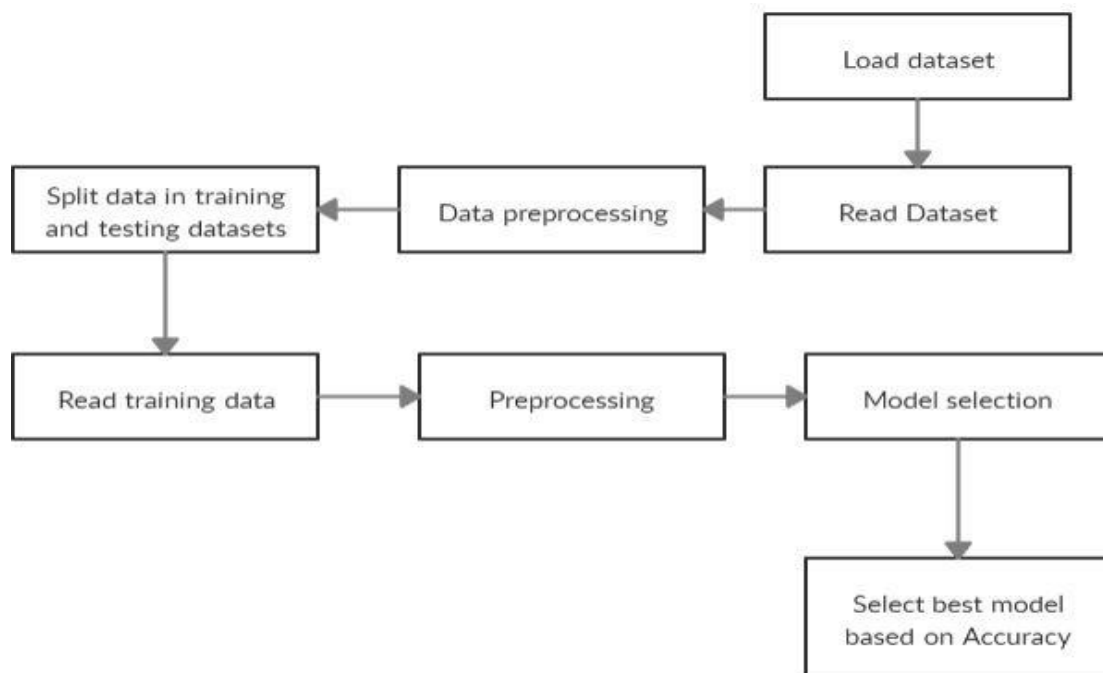 Load dataset
Read Dataset
Data preprocessing
Split data in training
and testing datasets
Read training data
Preprocessing
Model selection
Select best model
based on Accuracy